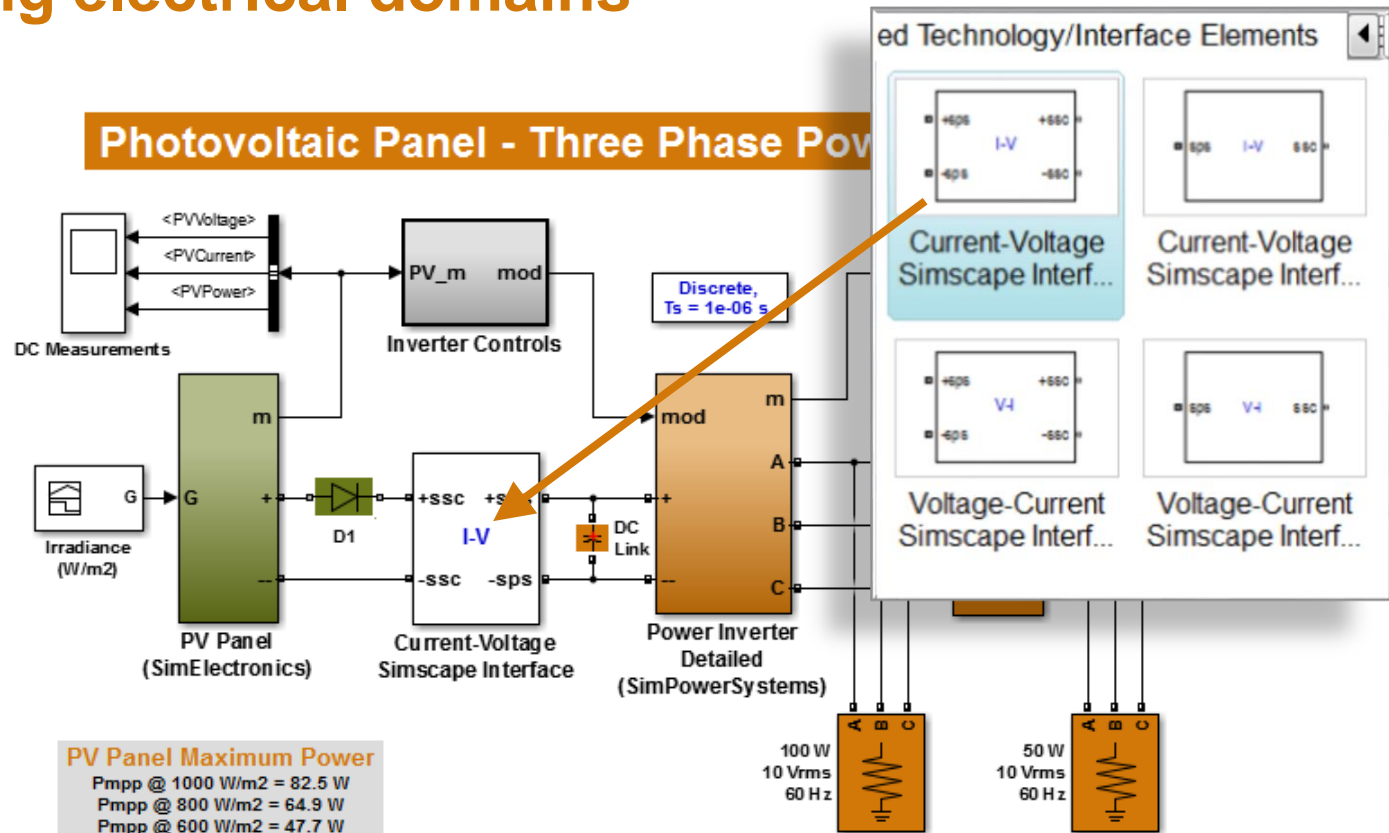 ng electrical domains
Photovoltaic Panel - Three Phase Pow
ed Technology/Interface Elements
+sps
+ssc
I-V
-sps
-ssc
Current-Voltage
Simscape Interf...
sps
I-V
ssc
Current-Voltage
Simscape Interf...
+sps
+ssc
V-I
-sps
-ssc
Voltage-Current
Simscape Interf...
sps
V-I
ssc
Voltage-Current
Simscape Interf...
<PVVoltage>
<PVCurrent>
<PVPower>
DC Measurements
PV_m
mod
Inverter Controls
Discrete,
Ts = 1e-06 s
G
Irradiance
(W/m2)
m
G
+
--
PV Panel
(SimElectronics)
D1
+ssc
I-V
-ssc
-sps
Current-Voltage
Simscape Interface
DC
Link
m
mod
A
+
B
--
C
Power Inverter
Detailed
(SimPowerSystems)
A B C
100 W
10 Vrms
60 Hz
A B C
50 W
10 Vrms
60 Hz
PV Panel Maximum Power
Pmpp @ 1000 W/m2 = 82.5 W
Pmpp @ 800 W/m2 = 64.9 W
Pmpp @ 600 W/m2 = 47.7 W